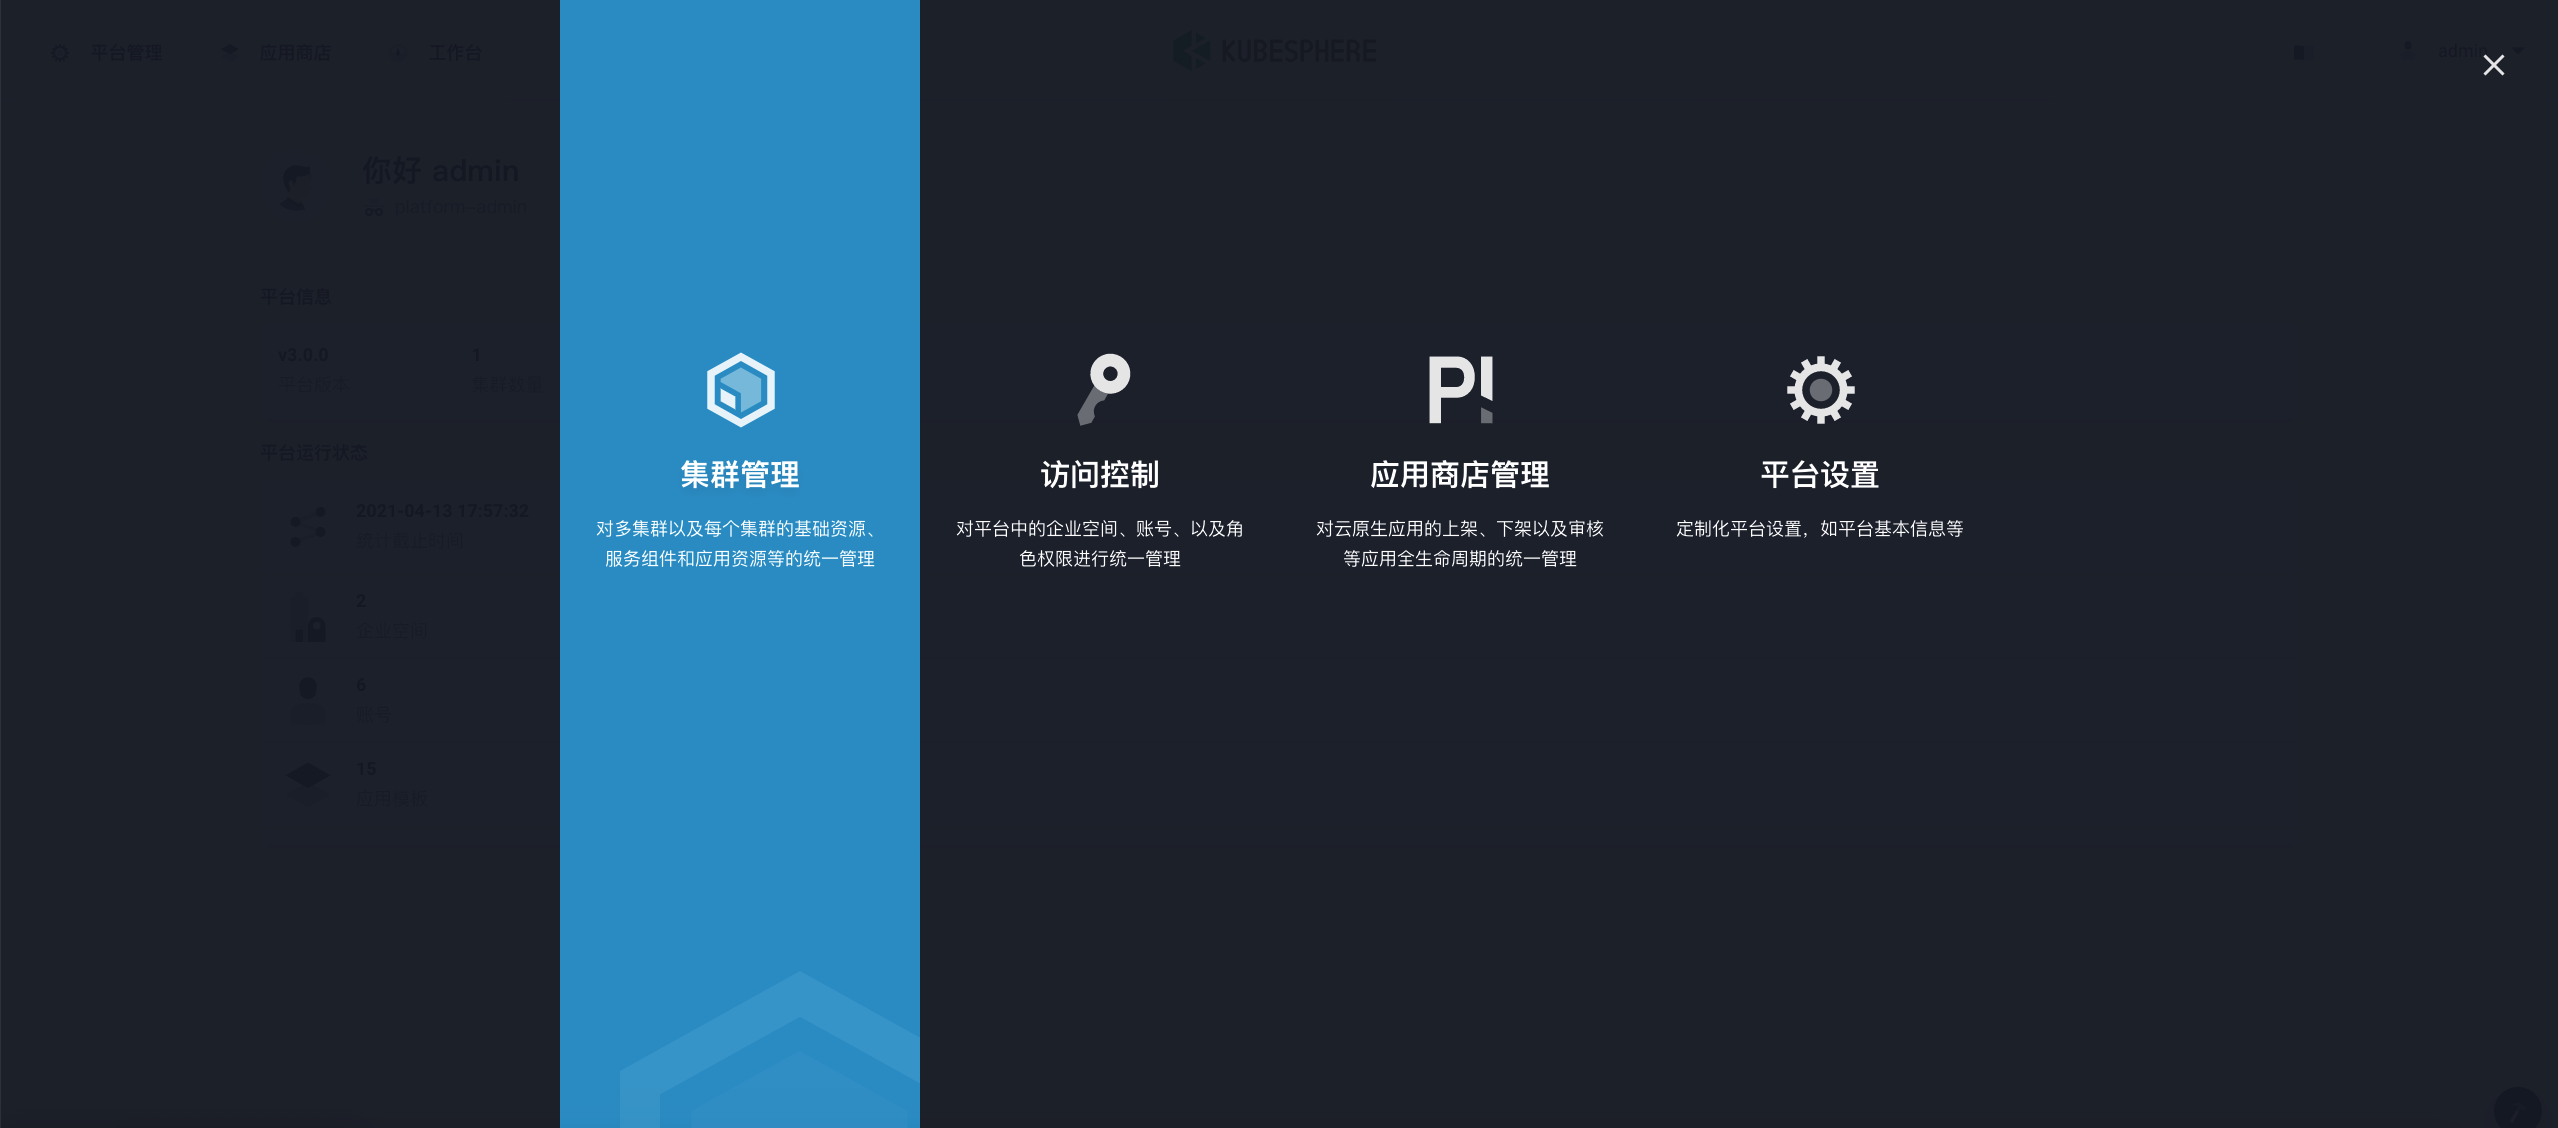 平台管理
应用商店
工作台
KUBESPHERE
admin
你好 admin
platform-admin
平台信息
v3.0.0
平台版本
1
集群数量
平台运行状态
2021-04-13 17:57:32
统计截止时间
2
企业空间
6
账号
15
应用模板
集群管理
对多集群以及每个集群的基础资源、
服务组件和应用资源等的统一管理
访问控制
对平台中的企业空间、账号、以及角
色权限进行统一管理
应用商店管理
对云原生应用的上架、下架以及审核
等应用全生命周期的统一管理
平台设置
定制化平台设置，如平台基本信息等